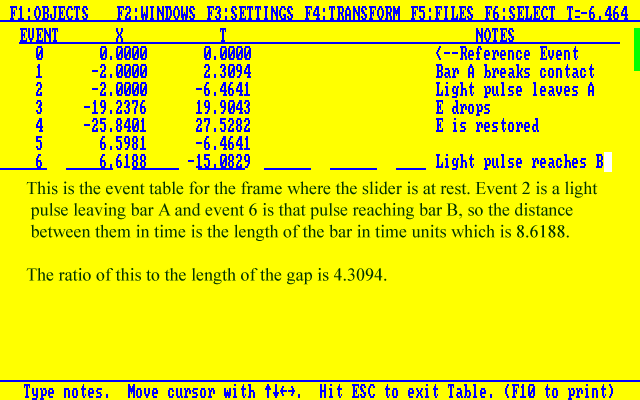 F1:OBJECTS F2:WINDOWS F3:SETTINGS F4:TRANSFORM F5:FILES F6:SELECT T=-6.464
EVENT X T NOTES
0 0.0000 0.0000 <--Reference Event
1 -2.0000 2.3094 Bar A breaks contact
2 -2.0000 -6.4641 Light pulse leaves A
3 -19.2376 19.9043 E drops
4 -25.8401 27.5282 E is restored
5 6.5981 -6.4641
6 6.6188 -15.0829 Light pulse reaches B
This is the event table for the frame where the slider is at rest. Event 2 is a light
pulse leaving bar A and event 6 is that pulse reaching bar B, so the distance
between them in time is the length of the bar in time units which is 8.6188.
The ratio of this to the length of the gap is 4.3094.
Type notes. Move cursor with ↑↓←→. Hit ESC to exit Table. (F10 to print)